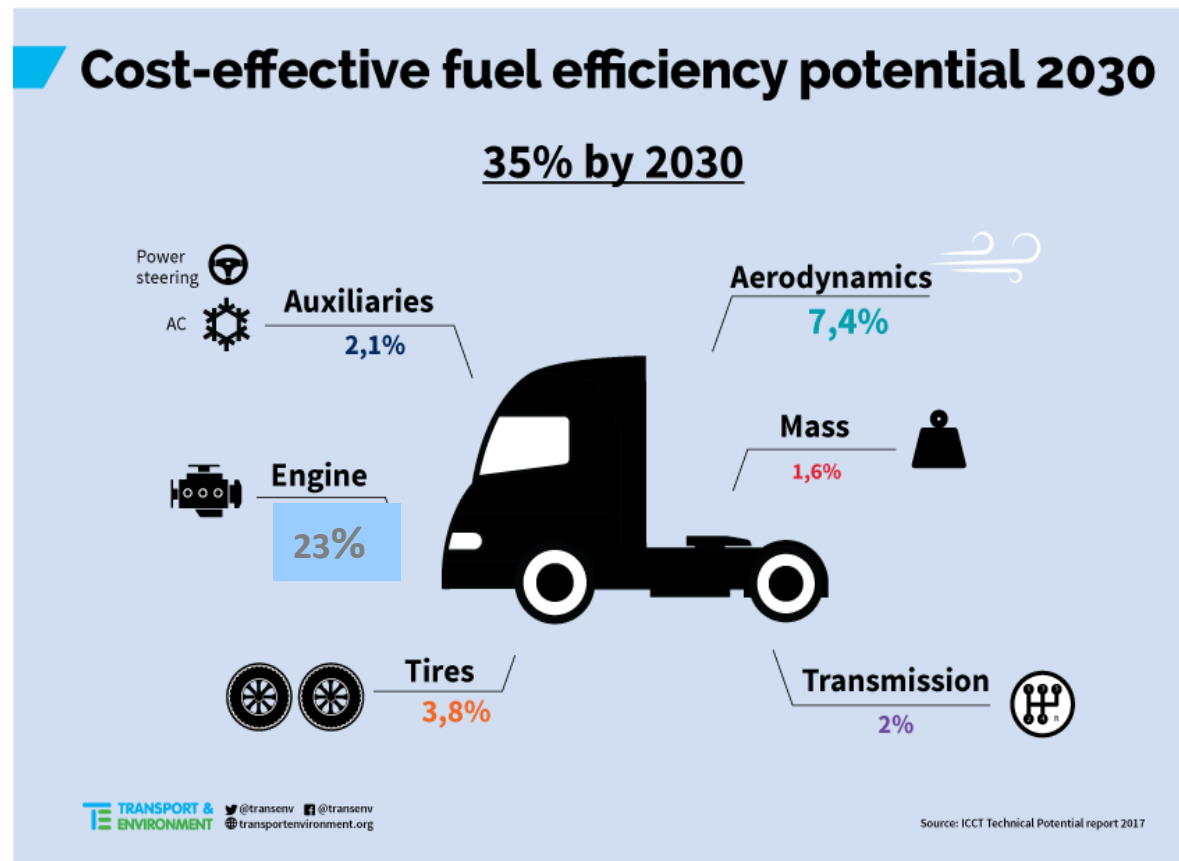 Cost-effective fuel efficiency potential 2030
35% by 2030
Power
steering
AC
Auxiliaries
2,1%
Aerodynamics
7,4%
Mass
1,6%
Engine
23%
Tires
3,8%
Transmission
2%
R
TE TRANSPORT &
ENVIRONMENT
@transenv @transenv
transportenvironment.org
Source: ICCT Technical Potential report 2017